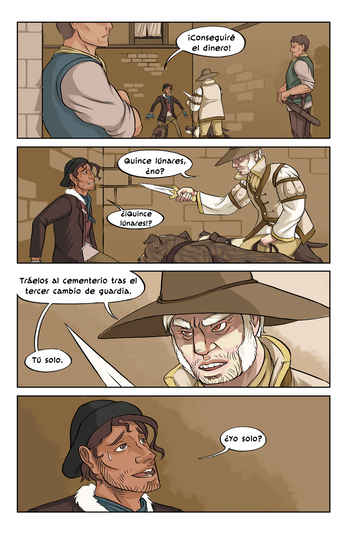 ¡Conseguiré
el dinero!
Quince lúnares,
¿no?
¿¡Quince
lúnares!?
Tráelos al cementerio tras el
tercer cambio de guardia.
Tú solo.
¿Yo solo?